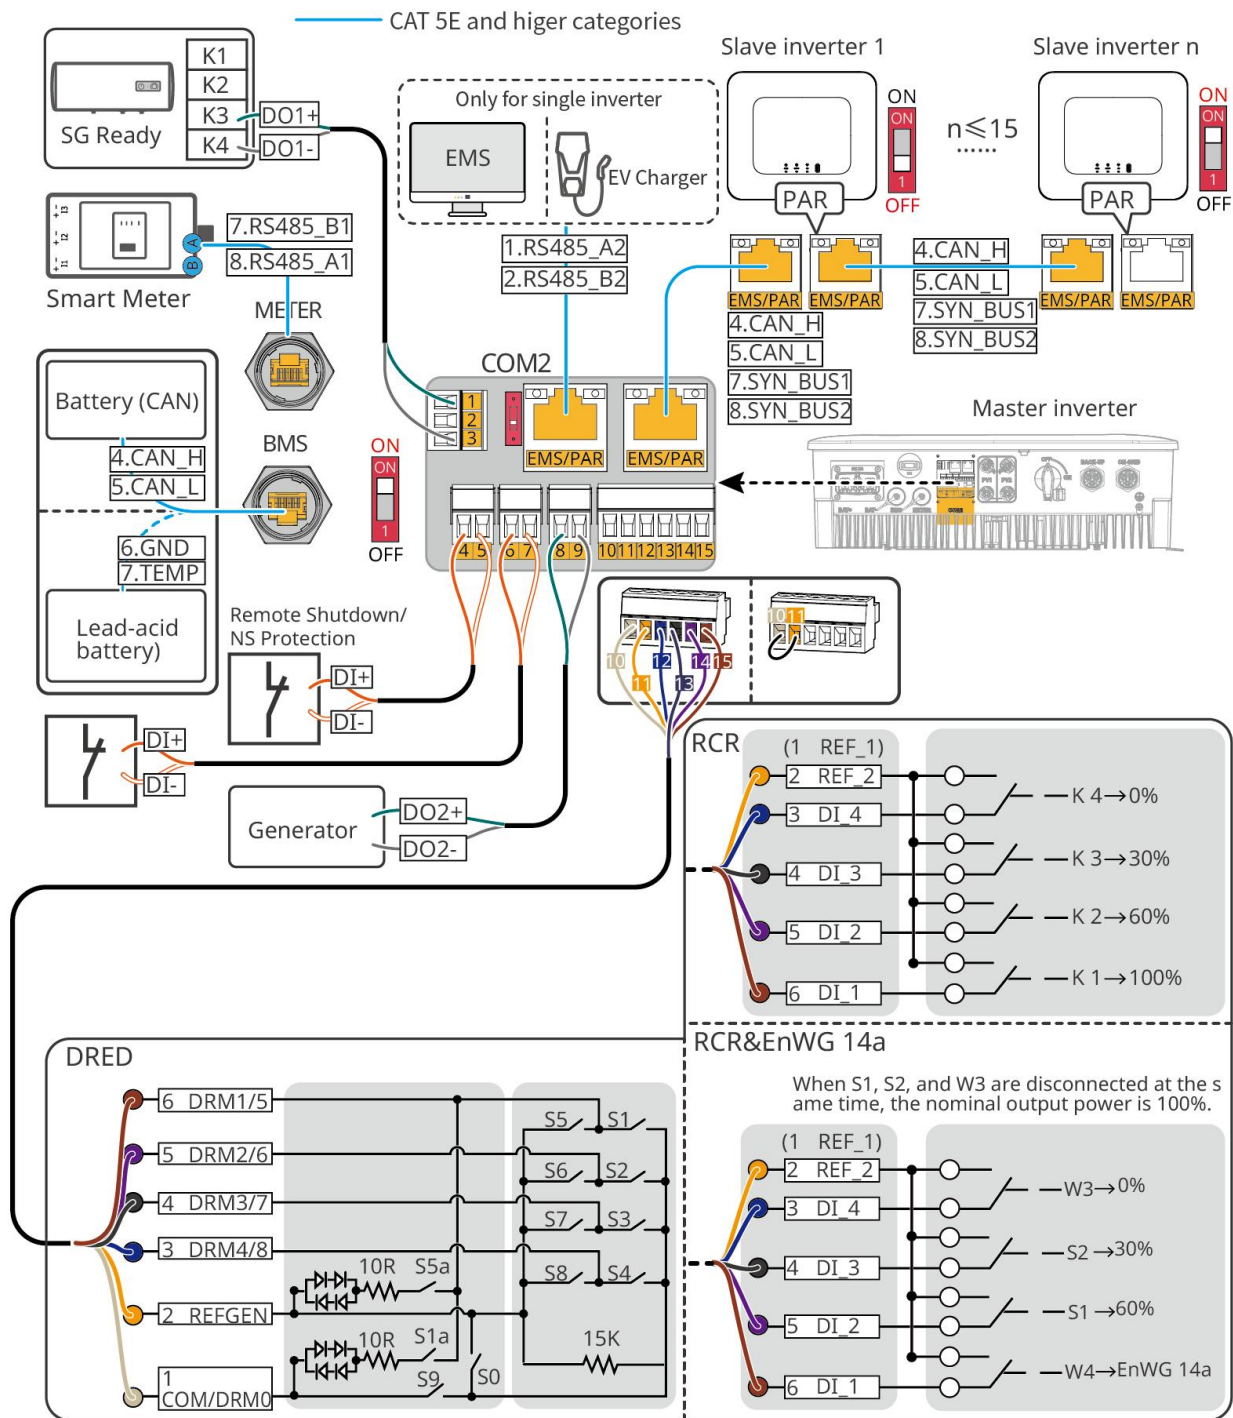 CAT 5E and higer categories
K1
K2
K3
K4
DO1+
DO1-
SG Ready
Only for single inverter
EMS
EV Charger
Slave inverter 1
PAR
ON
ON
1
OFF
n≤15
......
Slave inverter n
PAR
ON
ON
1
OFF
I3
I2
I1
A
B
7.RS485_B1
8.RS485_A1
Smart Meter
METER
1.RS485_A2
2.RS485_B2
EMS/PAR
EMS/PAR
4.CAN_H
5.CAN_L
7.SYN_BUS1
8.SYN_BUS2
4.CAN_H
5.CAN_L
7.SYN_BUS1
8.SYN_BUS2
EMS/PAR
EMS/PAR
COM2
1
2
3
EMS/PAR
EMS/PAR
4 5 6 7 8 9 10 11 12 13 14 15
Master inverter
Battery (CAN)
4.CAN_H
5.CAN_L
BMS
ON
ON
1
OFF
6.GND
7.TEMP
Lead-acid
battery)
Remote Shutdown/
NS Protection
DI+
DI-
DI+
DI-
Generator
DO2+
DO2-
10
11
12
13
14
15
10
11
RCR
(1 REF_1)
2 REF_2
3 DI_4
4 DI_3
5 DI_2
6 DI_1
K 4→0%
K 3→30%
K 2→60%
K 1→100%
DRED
6 DRM1/5
5 DRM2/6
4 DRM3/7
3 DRM4/8
2 REFGEN
1
COM/DRM0
10R
S5a
10R
S1a
S9
S0
S5
S1
S6
S2
S7
S3
S8
S4
15K
RCR&EnWG 14a
When S1, S2, and W3 are disconnected at the s
ame time, the nominal output power is 100%.
(1 REF_1)
2 REF_2
3 DI_4
4 DI_3
5 DI_2
6 DI_1
W3→0%
S2→30%
S1→60%
W4→EnWG 14a